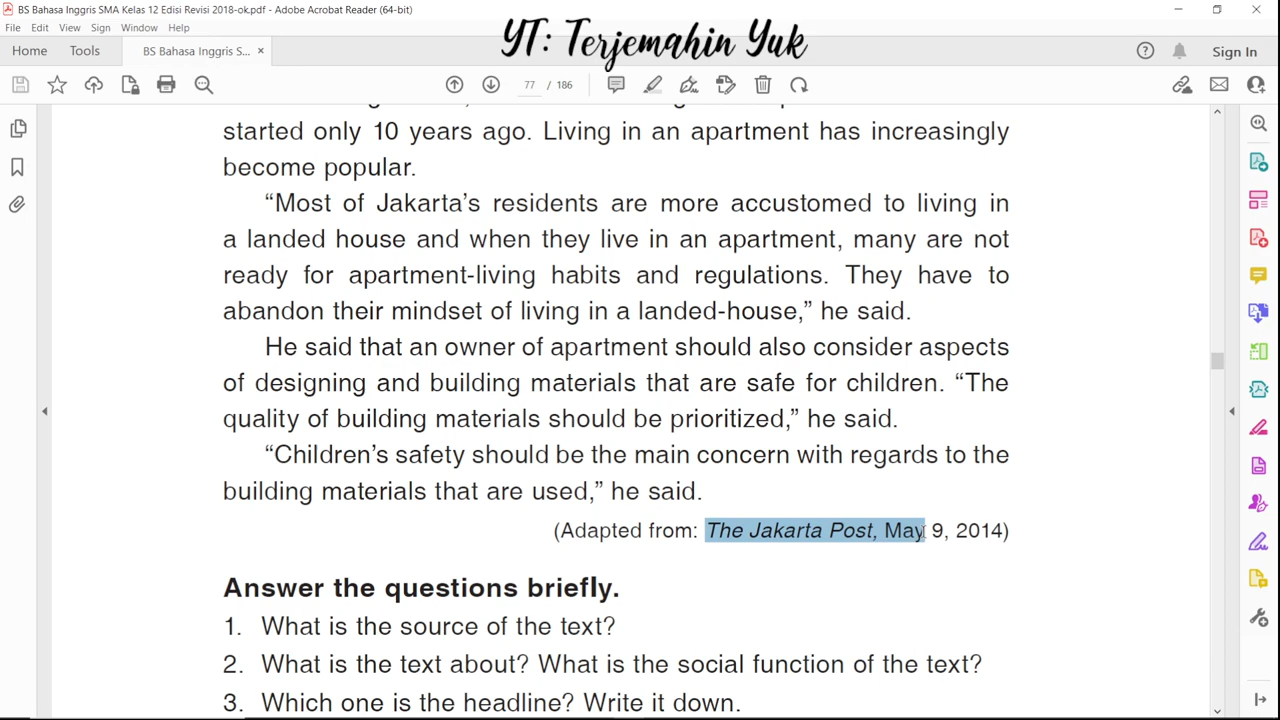 BS Bahasa Inggris SMA Kelas 12 Edisi Revisi 2018-ok.pdf - Adobe Acrobat Reader (64-bit)
File Edit View Sign Window Help
YT: Terjemahin Yuk
Home Tools BS Bahasa Inggris S... × Sign In
77 / 186
started only 10 years ago. Living in an apartment has increasingly
become popular.
“Most of Jakarta’s residents are more accustomed to living in
a landed house and when they live in an apartment, many are not
ready for apartment-living habits and regulations. They have to
abandon their mindset of living in a landed-house,” he said.
He said that an owner of apartment should also consider aspects
of designing and building materials that are safe for children. “The
quality of building materials should be prioritized,” he said.
“Children’s safety should be the main concern with regards to the
building materials that are used,” he said.
(Adapted from: The Jakarta Post, May 9, 2014)
Answer the questions briefly.
1. What is the source of the text?
2. What is the text about? What is the social function of the text?
3. Which one is the headline? Write it down.